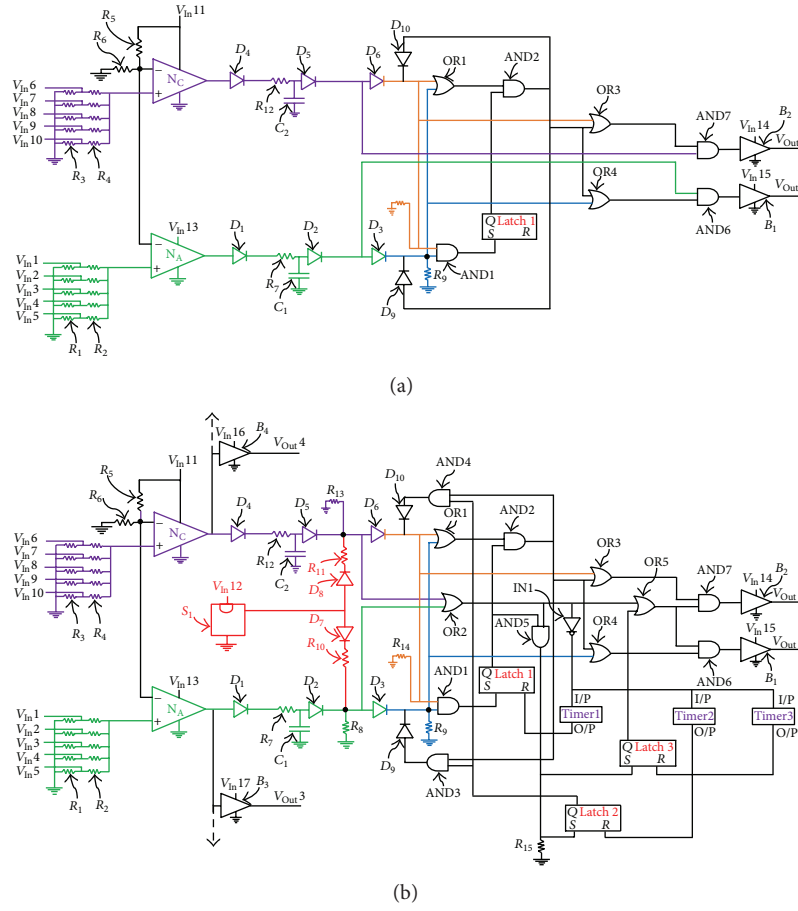 V_In 11
R_5
R_6
D_4
D_5
D_6
D_10
OR1
AND2
V_In 6
V_In 7
V_In 8
V_In 9
V_In 10
N_C
−
+
R_12
C_2
R_3
R_4
OR3
AND7
V_In 14
B_2
V_Out
OR4
V_In 15
V_Out
AND6
B_1
Q Latch 1
S R
V_In 13
D_1
D_2
D_3
−
N_A
+
R_7
C_1
R_9
AND1
D_9
V_In 1
V_In 2
V_In 3
V_In 4
V_In 5
R_1
R_2
(a)
V_In 16
B_4
V_Out 4
R_5
V_In 11
R_6
D_4
D_5
R_13
D_6
D_10
AND4
OR1
AND2
V_In 6
V_In 7
V_In 8
V_In 9
V_In 10
−
N_C
+
R_12
C_2
R_3
R_4
R_11
D_8
V_In 12
S_1
D_7
R_10
OR2
IN1
AND5
OR3
OR5
AND7
V_In 14
B_2
V_Out
OR4
V_In 15
V_Out
AND6
B_1
R_14
AND1
Q Latch 1
S R
I/P
Timer1
O/P
I/P
Timer2
O/P
I/P
Timer3
O/P
V_In 13
D_1
D_2
D_3
−
N_A
+
R_7
C_1
R_8
R_9
D_9
AND3
Q Latch 3
S R
Q Latch 2
S R
R_15
V_In 1
V_In 2
V_In 3
V_In 4
V_In 5
R_1
R_2
V_In 17
B_3
V_Out 3
(b)